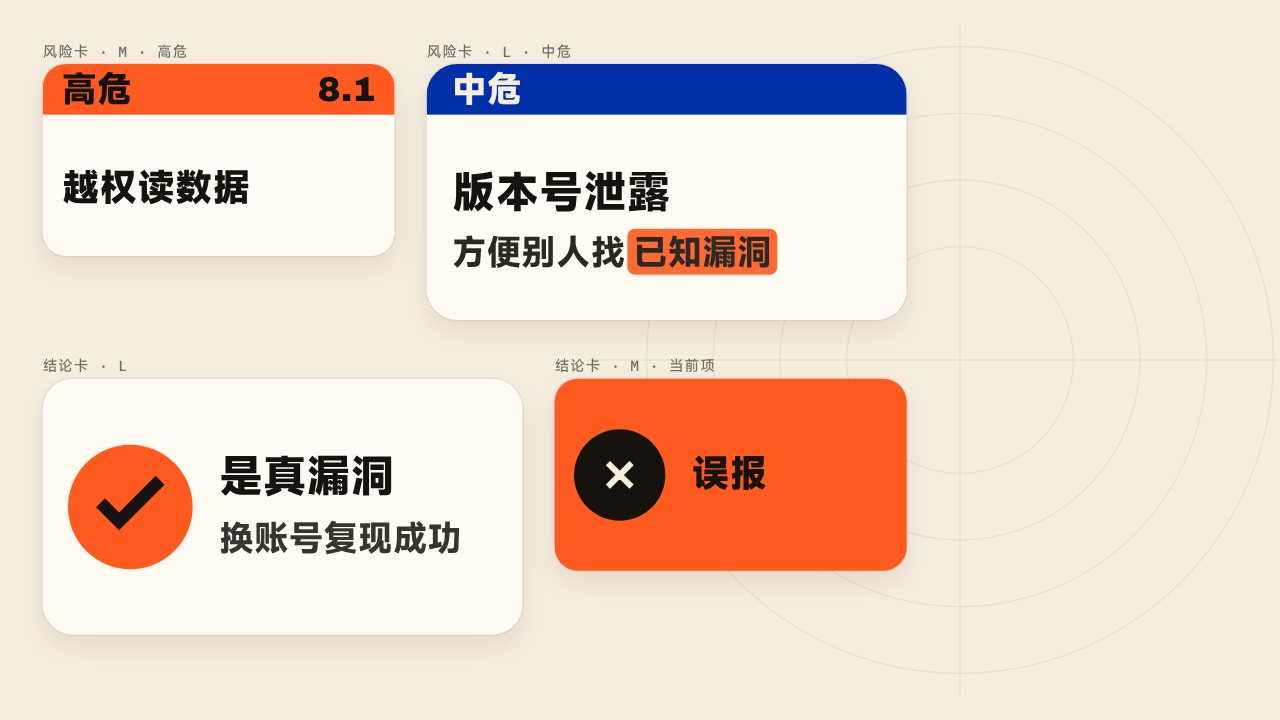 风险卡 · M · 高危
高危 8.1
越权读数据
风险卡 · L · 中危
中危
版本号泄露
方便别人找已知漏洞
结论卡 · L
是真漏洞
换账号复现成功
结论卡 · M · 当前项
误报